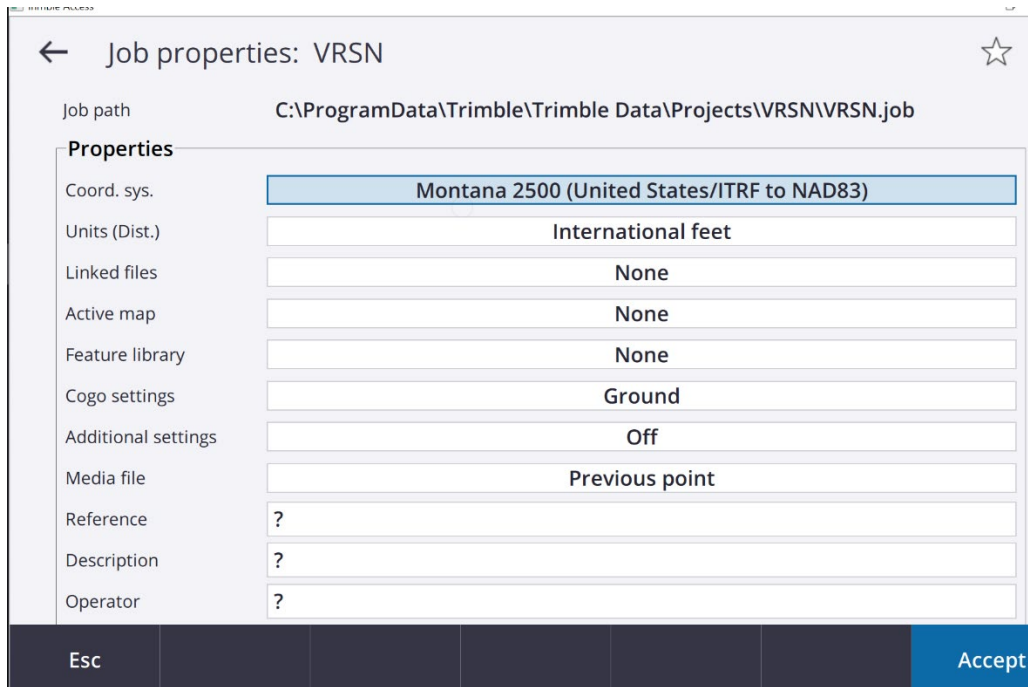 Trimble Access
Job properties: VRSN
Job path C:\ProgramData\Trimble\Trimble Data\Projects\VRSN\VRSN.job
Properties
Coord. sys. Montana 2500 (United States/ITRF to NAD83)
Units (Dist.) International feet
Linked files None
Active map None
Feature library None
Cogo settings Ground
Additional settings Off
Media file Previous point
Reference ?
Description ?
Operator ?
Esc Accept